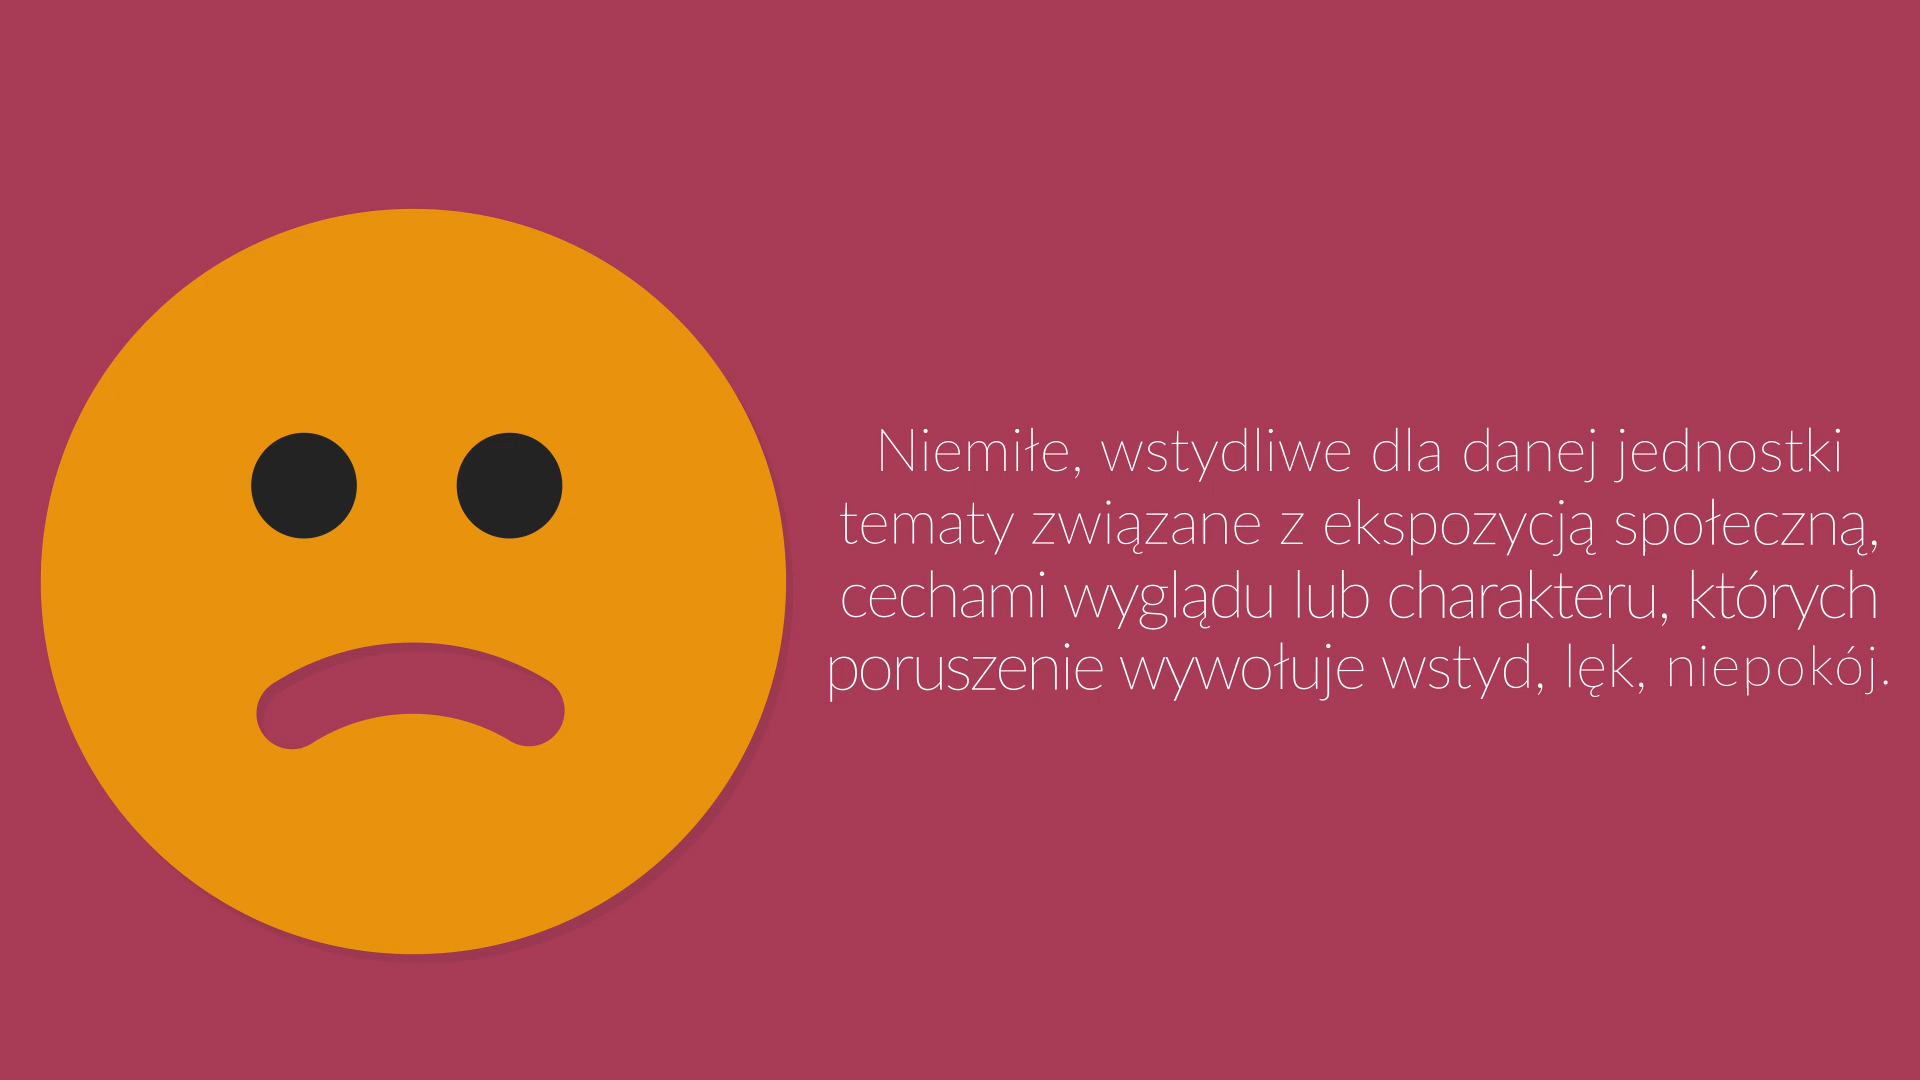 Niemiłe, wstydliwe dla danej jednostki
tematy związane z ekspozycją społeczną,
cechami wyglądu lub charakteru, których
poruszenie wywołuje wstyd, lęk, niepokój.